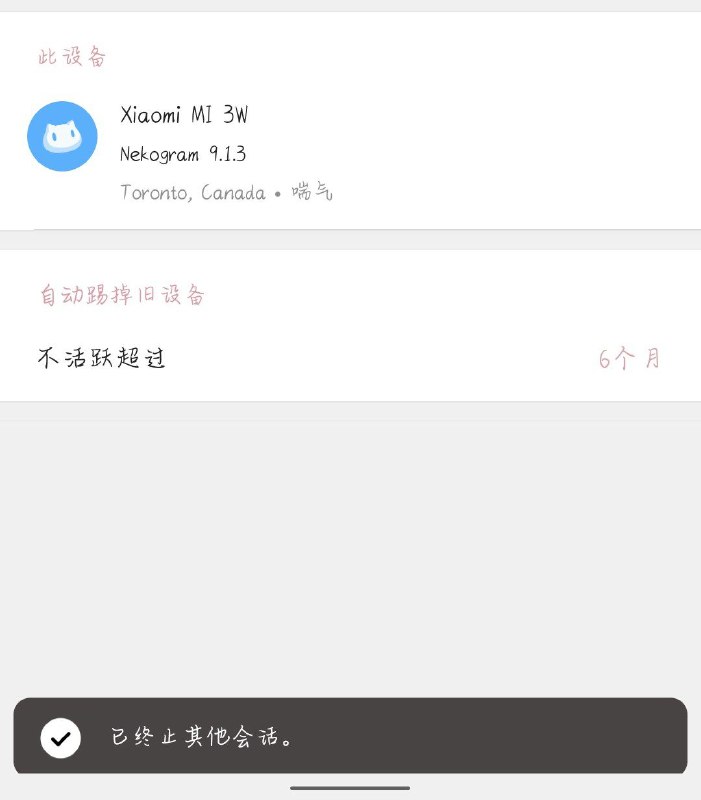 此设备
Xiaomi MI 3W
Nekogram 9.1.3
Toronto, Canada • 喘气
自动踢掉旧设备
不活跃超过
6个月
已终止其他会话。